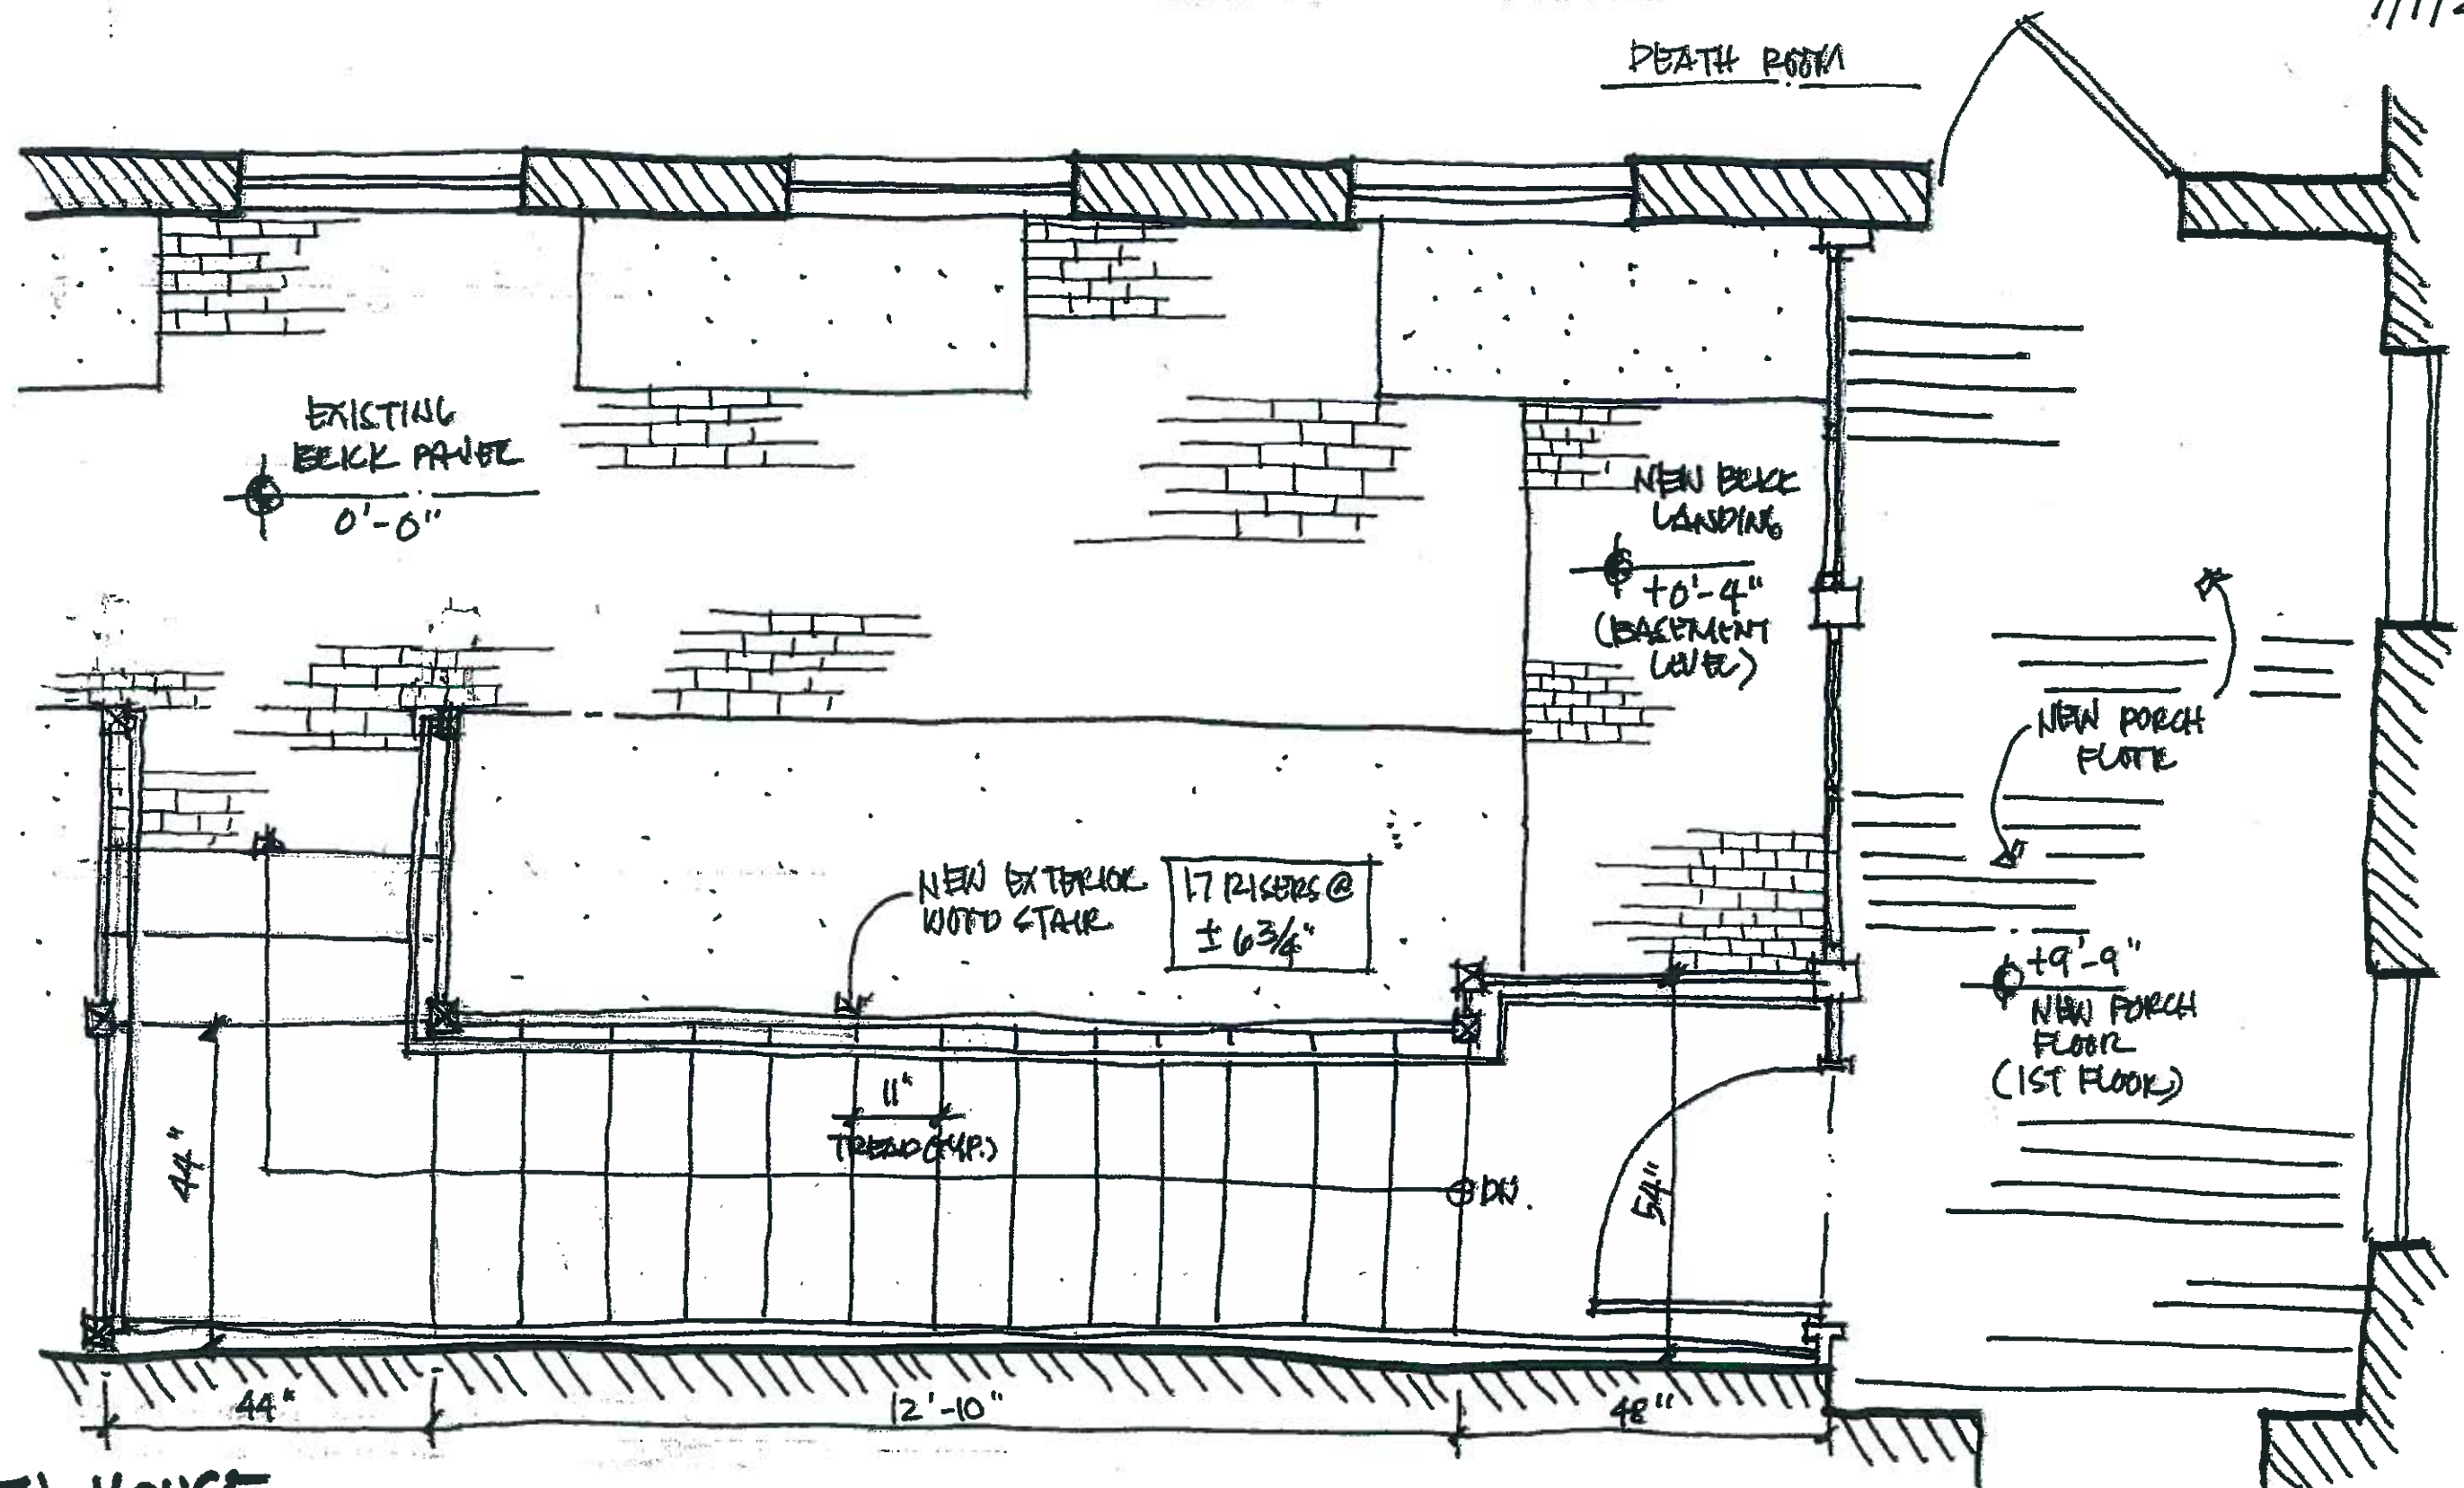 DEATH ROOM
EXISTING
BRICK PAVER
0'-0"
NEW BRICK
LANDING
+0'-4"
(BASEMENT
LEVEL)
NEW PORCH
FLOOR
NEW EXTERIOR
WOOD STAIR
17 RISERS @
± 6 3/4"
+9'-9"
NEW PORCH
FLOOR
(1ST FLOOR)
11"
TREAD (TYP.)
44"
DN.
54"
44"
12'-10"
48"
HOUSE